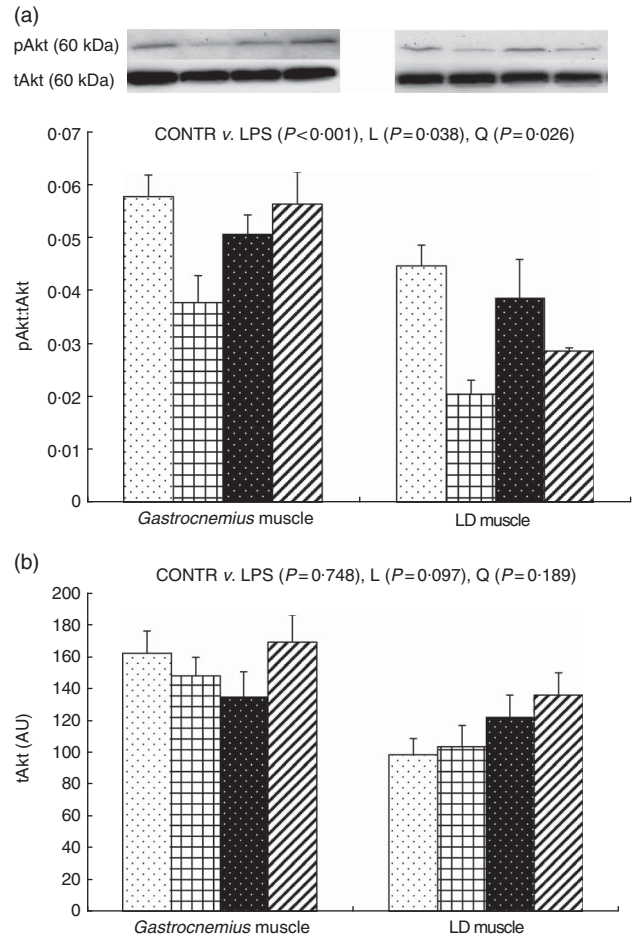 (a)
pAkt (60 kDa)
tAkt (60 kDa)
CONTR v. LPS (P<0·001), L (P=0·038), Q (P=0·026)
0·07
0·06
0·05
0·04
0·03
0·02
0·01
0
pAkt:tAkt
Gastrocnemius muscle
LD muscle
(b)
CONTR v. LPS (P=0·748), L (P=0·097), Q (P=0·189)
200
180
160
140
120
100
80
60
40
20
0
tAkt (AU)
Gastrocnemius muscle
LD muscle